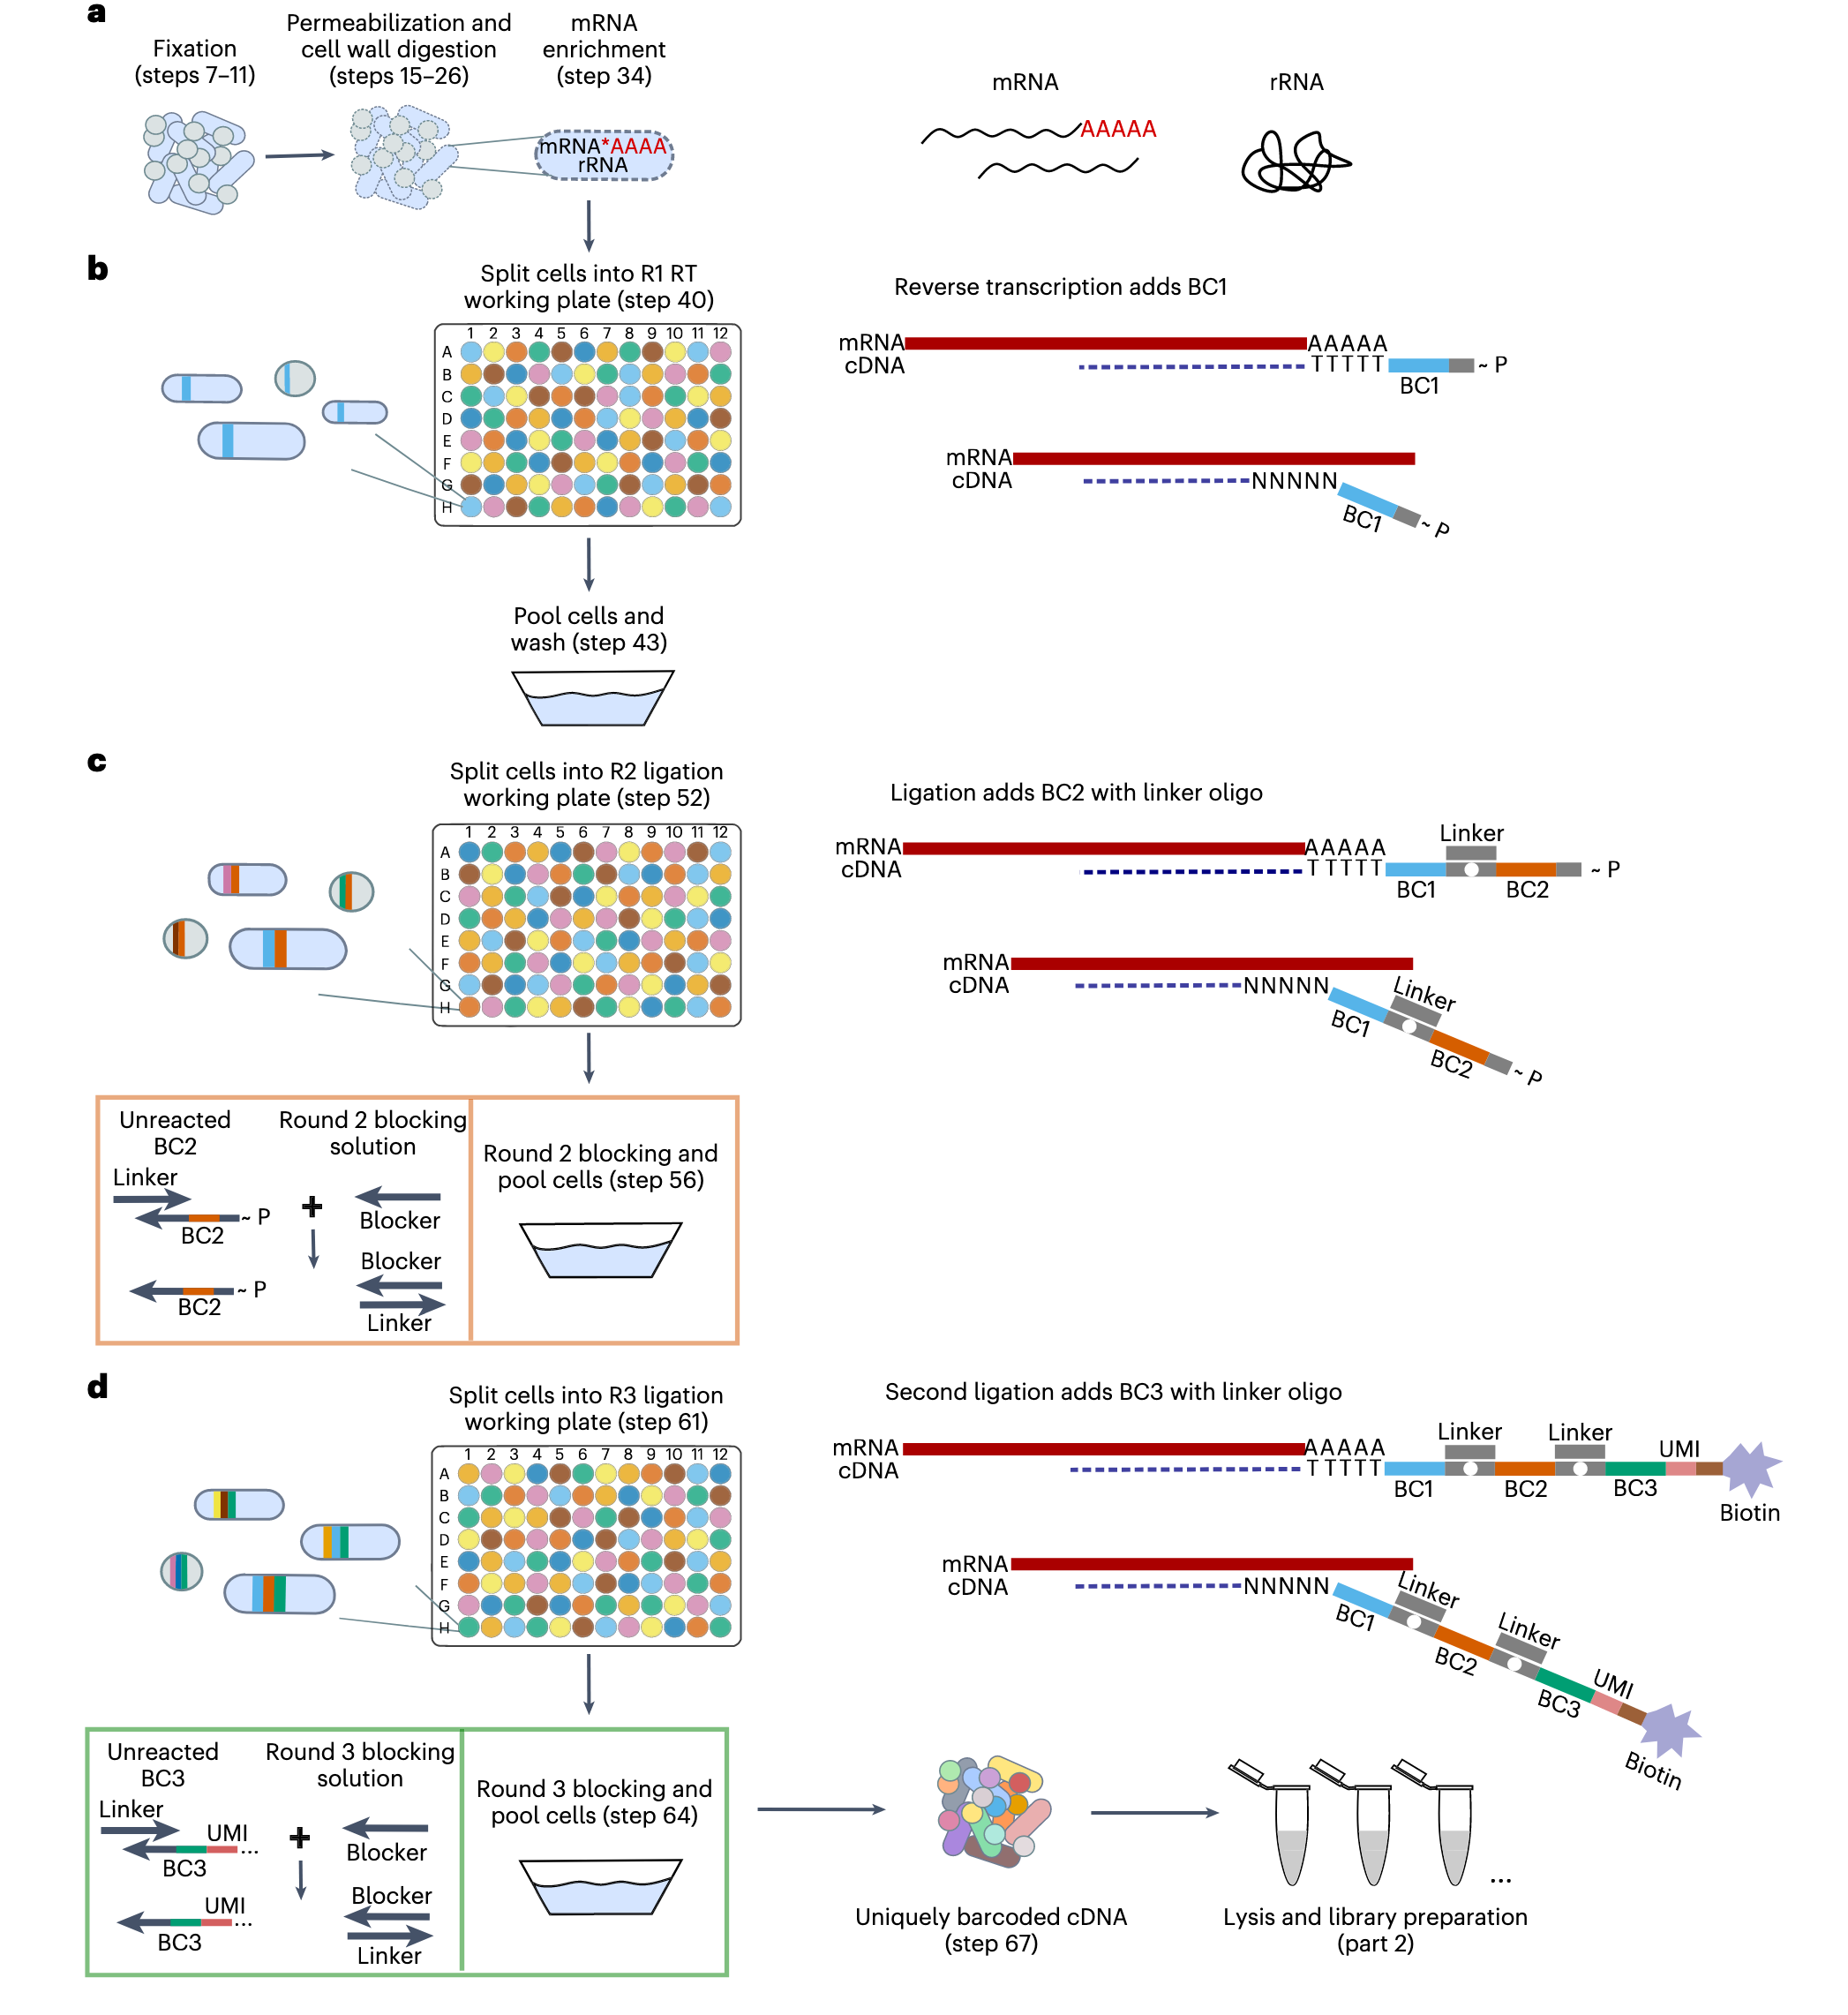 a
Fixation
(steps 7–11)
Permeabilization and
cell wall digestion
(steps 15–26)
mRNA
enrichment
(step 34)
mRNA*AAAA
rRNA
mRNA
AAAAA
rRNA
b
Split cells into R1 RT
working plate (step 40)
1 2 3 4 5 6 7 8 9 10 11 12
A
B
C
D
E
F
G
H
Pool cells and
wash (step 43)
Reverse transcription adds BC1
mRNA AAAAA
cDNA TTTTT ~ P
BC1
mRNA
cDNA NNNNN
BC1 ~ P
c
Split cells into R2 ligation
working plate (step 52)
1 2 3 4 5 6 7 8 9 10 11 12
A
B
C
D
E
F
G
H
Ligation adds BC2 with linker oligo
Linker
mRNA AAAAA
cDNA TTTTT ~ P
BC1 BC2
mRNA
cDNA NNNNN
Linker
BC1
BC2 ~ P
Unreacted
BC2
Round 2 blocking
solution
Linker
~ P
BC2
+
Blocker
Blocker
~ P
BC2
Linker
Round 2 blocking and
pool cells (step 56)
d
Split cells into R3 ligation
working plate (step 61)
1 2 3 4 5 6 7 8 9 10 11 12
A
B
C
D
E
F
G
H
Second ligation adds BC3 with linker oligo
Linker Linker
mRNA AAAAA UMI
cDNA TTTTT
BC1 BC2 BC3
Biotin
mRNA
cDNA NNNNN
Linker
BC1
Linker
BC2
UMI
BC3
Biotin
Unreacted
BC3
Round 3 blocking
solution
Linker
UMI
...
BC3
+
Blocker
Blocker
UMI
...
BC3
Linker
Round 3 blocking and
pool cells (step 64)
Uniquely barcoded cDNA
(step 67)
...
Lysis and library preparation
(part 2)